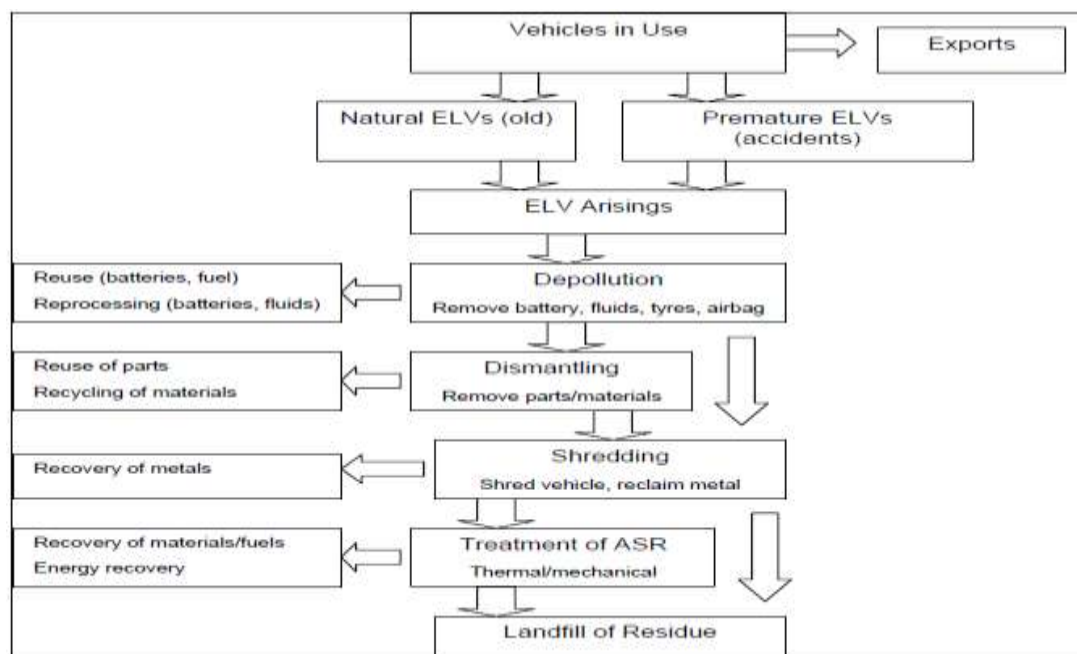 Vehicles in Use
Exports
Natural ELVs (old)
Premature ELVs
(accidents)
ELV Arisings
Reuse (batteries, fuel)
Reprocessing (batteries, fluids)
Depollution
Remove battery, fluids, tyres, airbag
Reuse of parts
Recycling of materials
Dismantling
Remove parts/materials
Recovery of metals
Shredding
Shred vehicle, reclaim metal
Recovery of materials/fuels
Energy recovery
Treatment of ASR
Thermal/mechanical
Landfill of Residue